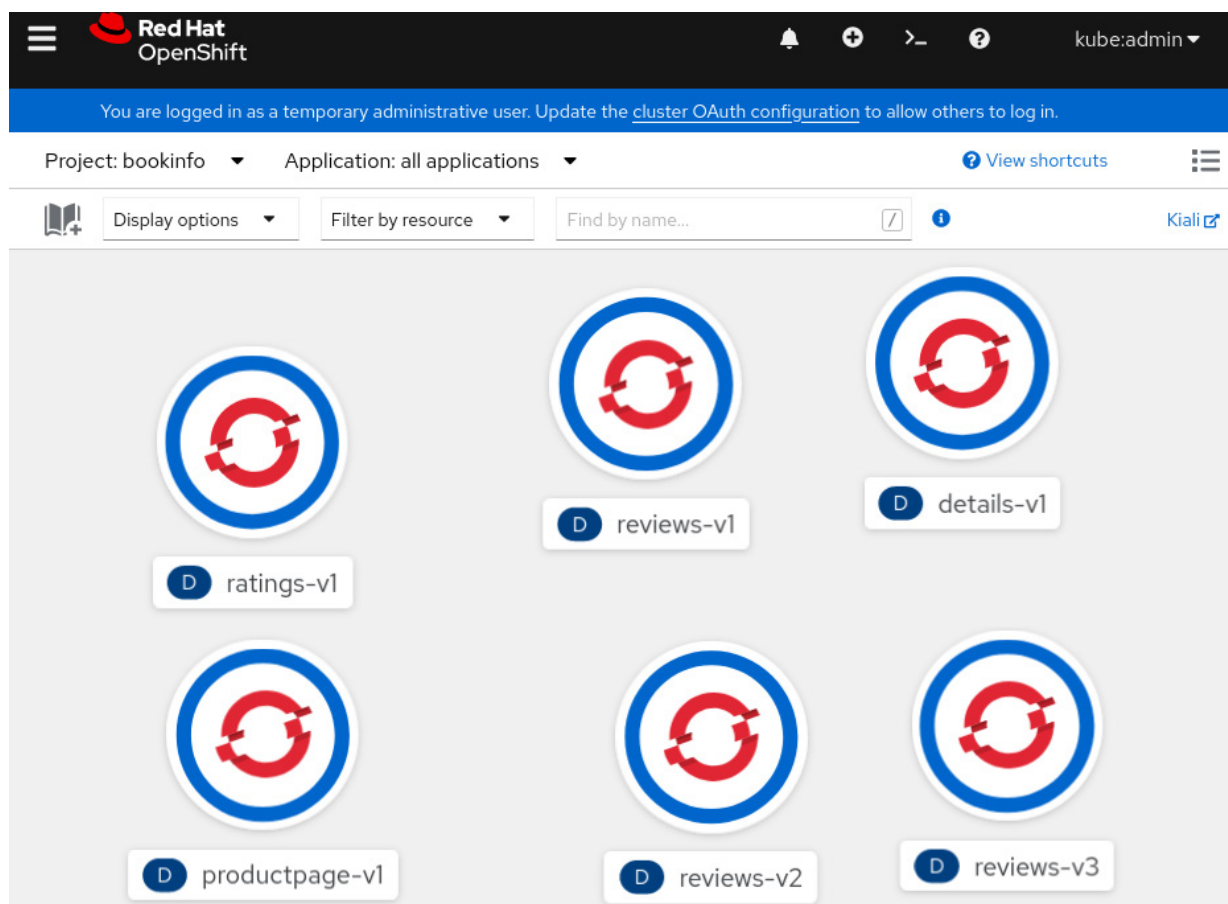 Red Hat
OpenShift
kube:admin
You are logged in as a temporary administrative user. Update the cluster OAuth configuration to allow others to log in.
Project: bookinfo
Application: all applications
View shortcuts
Display options
Filter by resource
Find by name...
/
Kiali
D reviews-v1
D details-v1
D ratings-v1
D productpage-v1
D reviews-v2
D reviews-v3